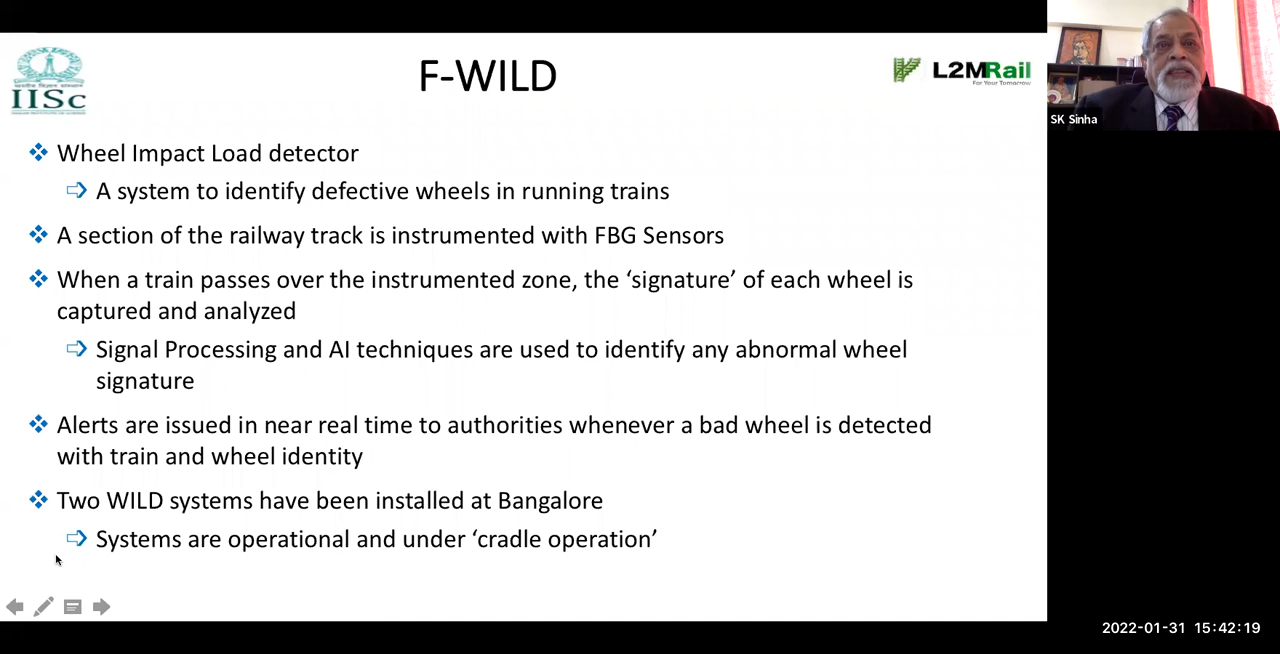 IISc
F-WILD
L2MRail
For Your Tomorrow
SK Sinha
Wheel Impact Load detector
A system to identify defective wheels in running trains
A section of the railway track is instrumented with FBG Sensors
When a train passes over the instrumented zone, the ‘signature’ of each wheel is
captured and analyzed
Signal Processing and AI techniques are used to identify any abnormal wheel
signature
Alerts are issued in near real time to authorities whenever a bad wheel is detected
with train and wheel identity
Two WILD systems have been installed at Bangalore
Systems are operational and under ‘cradle operation’
2022-01-31 15:42:19